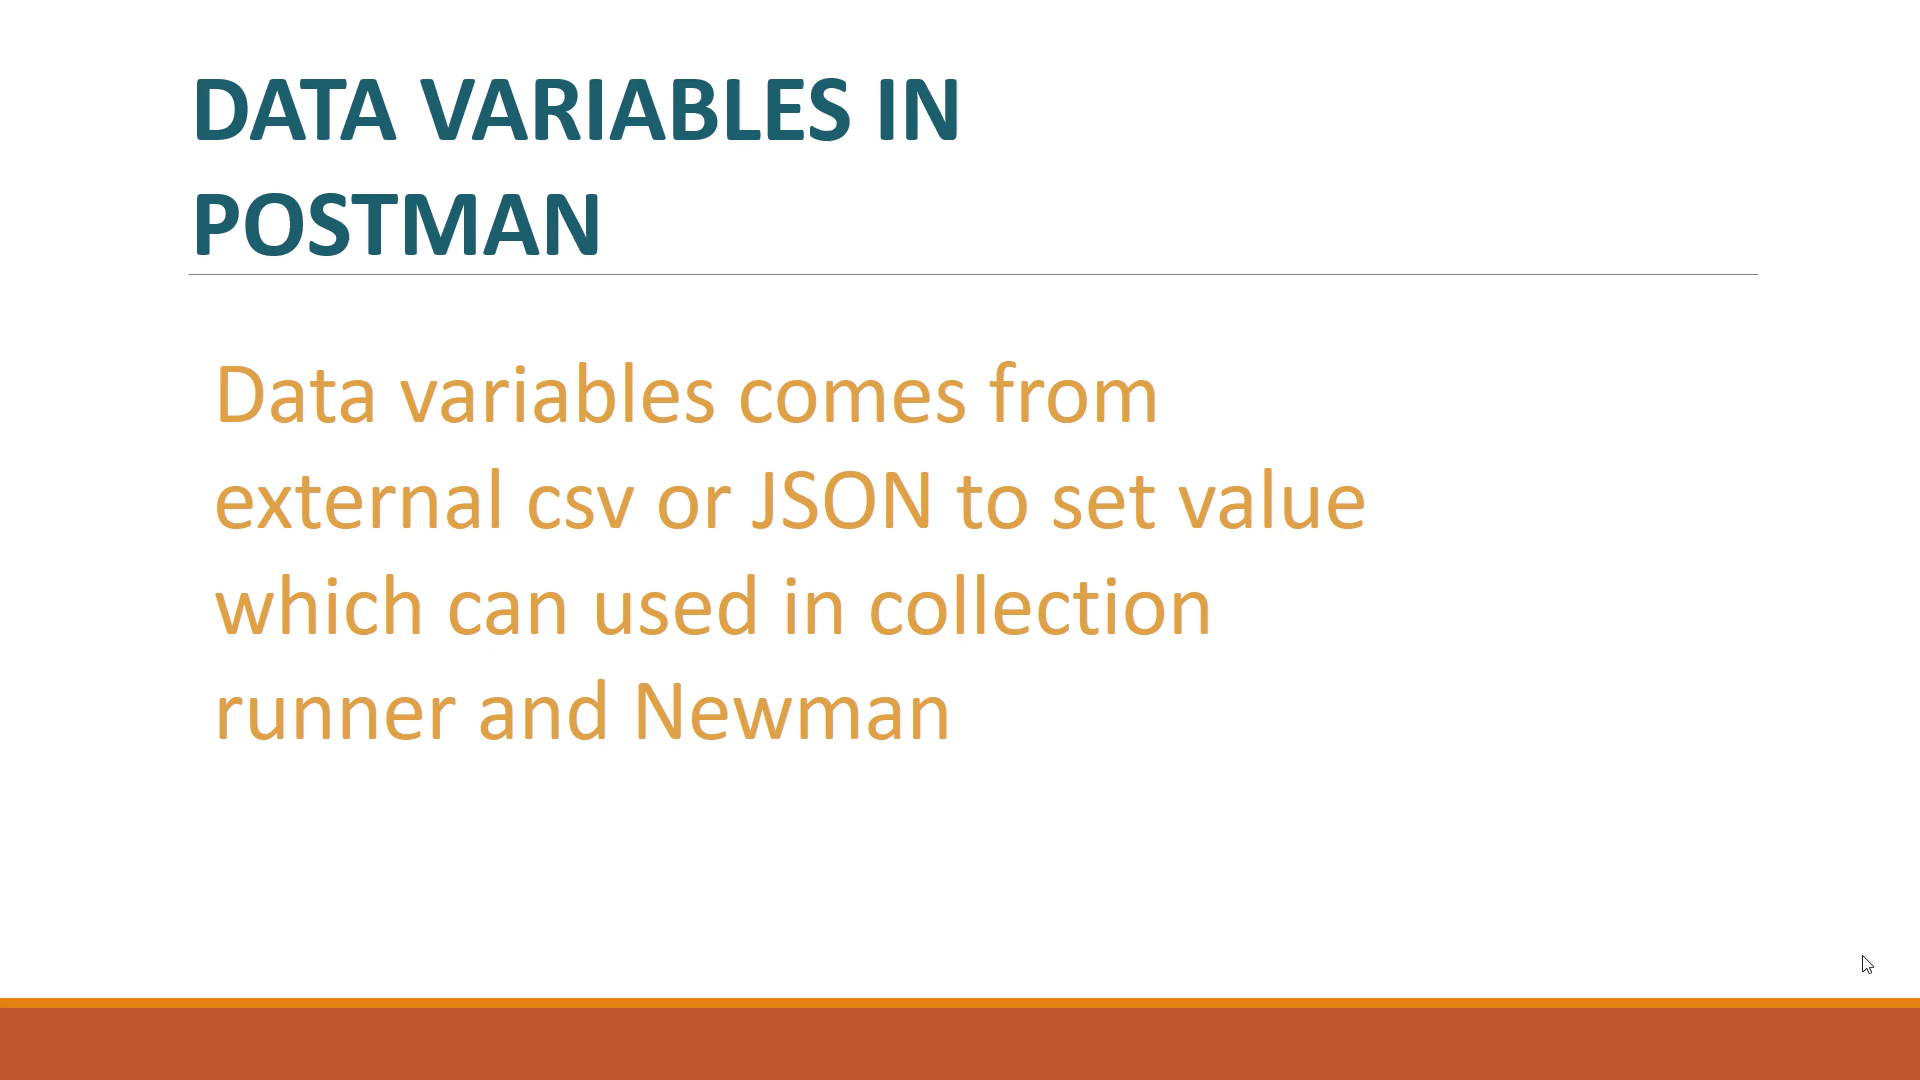 DATA VARIABLES IN
POSTMAN
Data variables comes from
external csv or JSON to set value
which can used in collection
runner and Newman